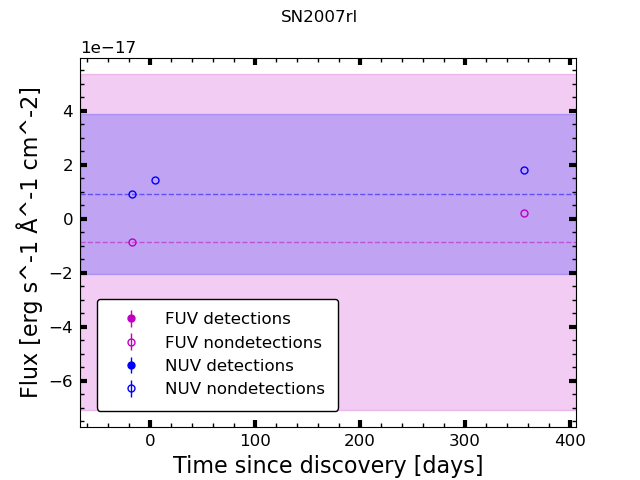 SN2007rl
1e−17
4
2
0
−2
−4
−6
Flux [erg s^-1 Å^-1 cm^-2]
FUV detections
FUV nondetections
NUV detections
NUV nondetections
0 100 200 300 400
Time since discovery [days]